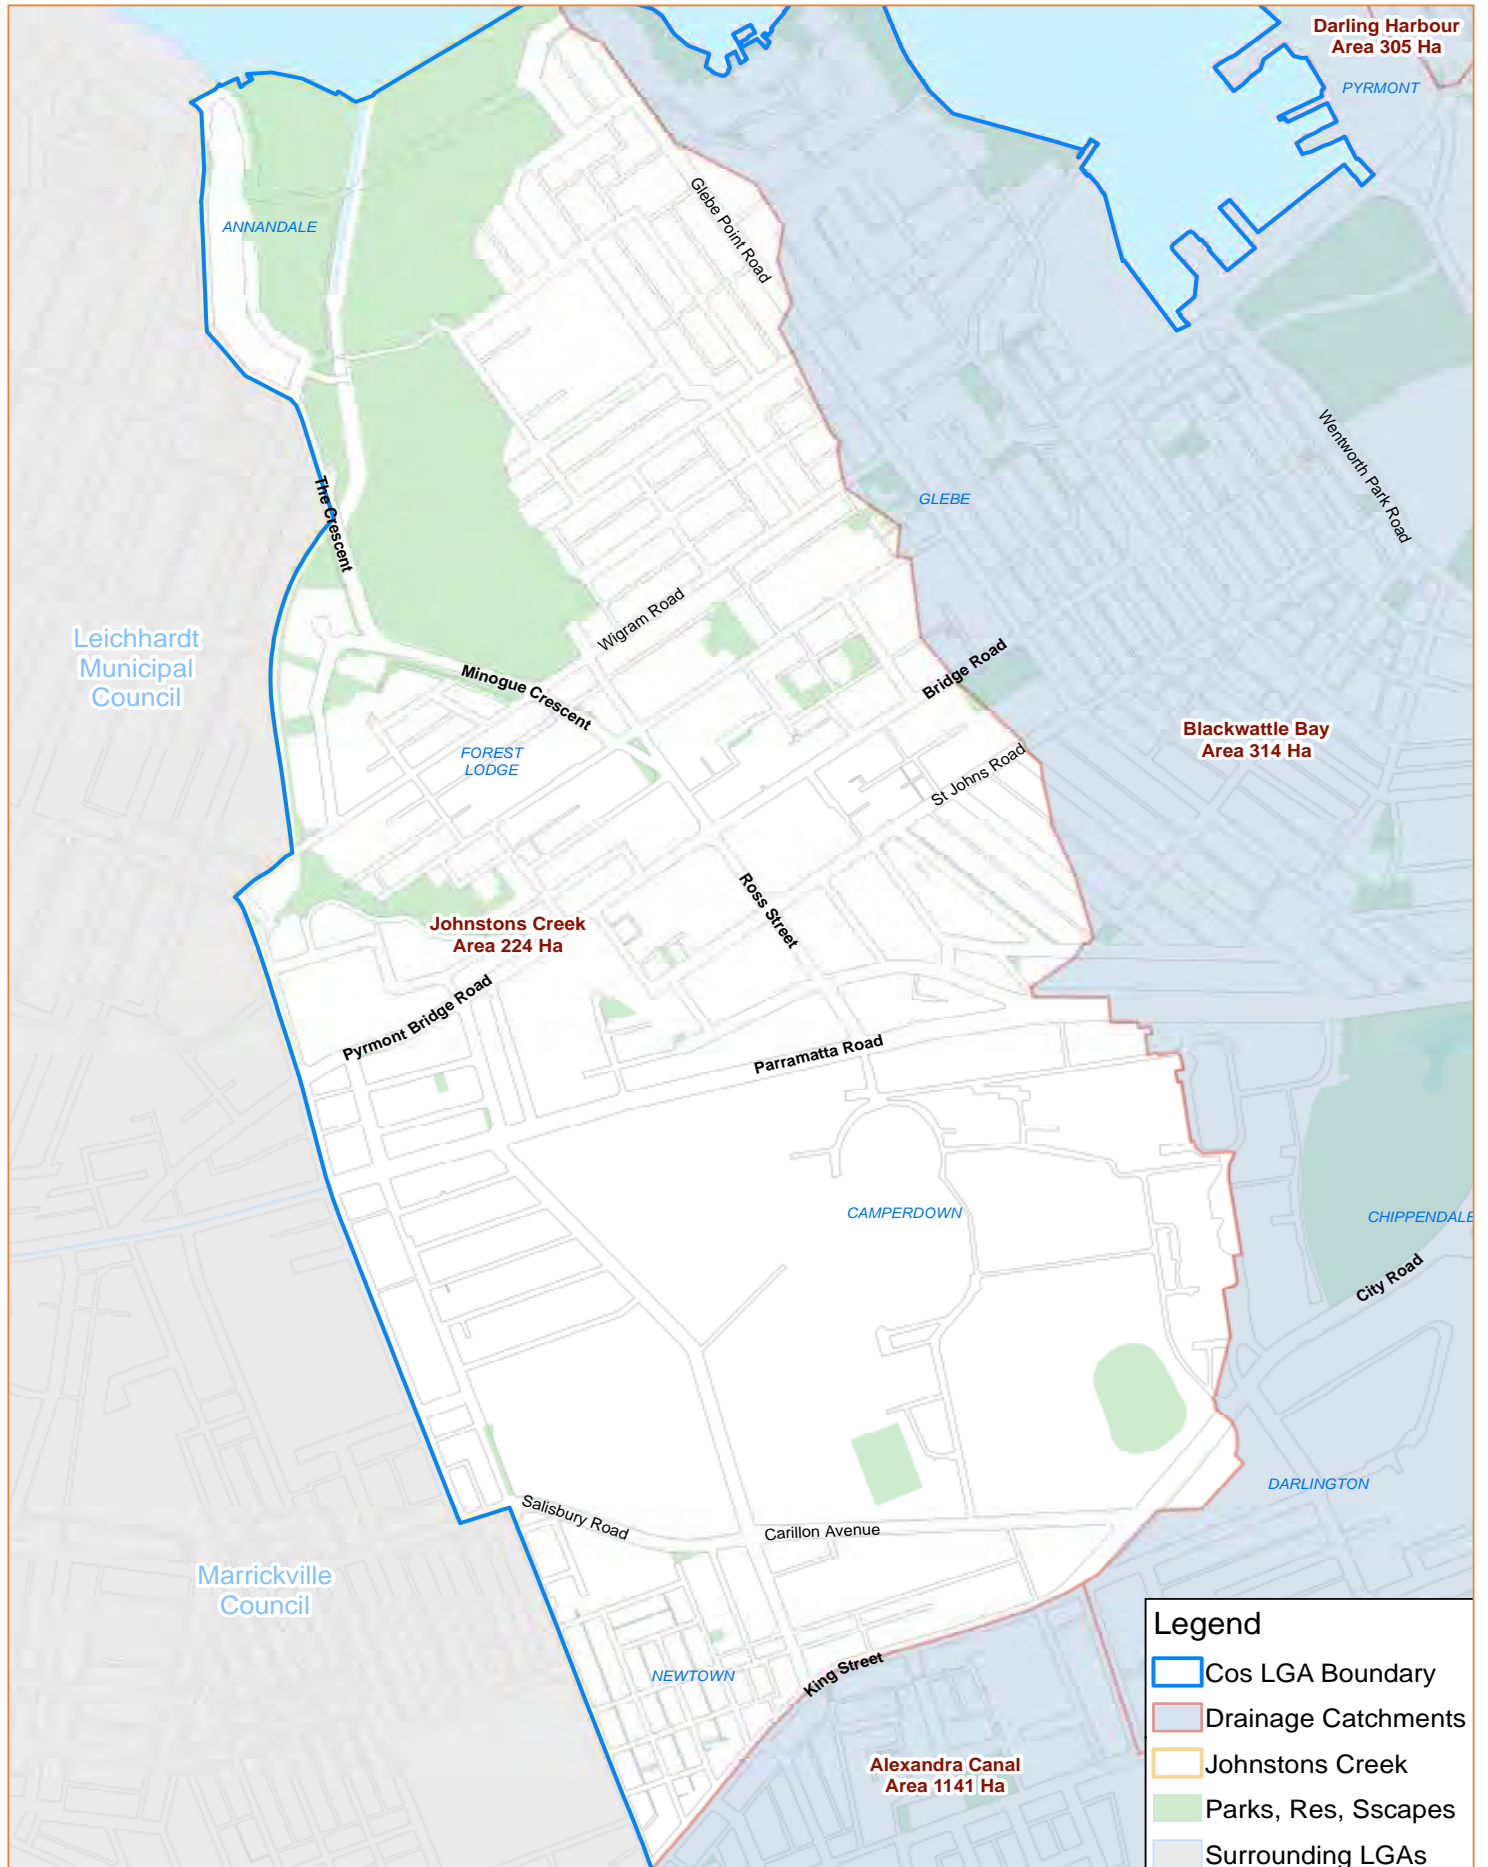 Darling Harbour
Area 305 Ha
PYRMONT
Glebe Point Road
ANNANDALE
Wentworth Park Road
GLEBE
The Crescent
Wigram Road
Leichhardt
Municipal
Council
Bridge Road
Minogue Crescent
Blackwattle Bay
Area 314 Ha
FOREST
LODGE
St Johns Road
Ross Street
Johnstons Creek
Area 224 Ha
Pyrmont Bridge Road
Parramatta Road
CAMPERDOWN
CHIPPENDALE
City Road
DARLINGTON
Salisbury Road
Carillon Avenue
Marrickville
Council
NEWTOWN
King Street
Alexandra Canal
Area 1141 Ha
Legend
Cos LGA Boundary
Drainage Catchments
Johnstons Creek
Parks, Res, Sscapes
Surrounding LGAs